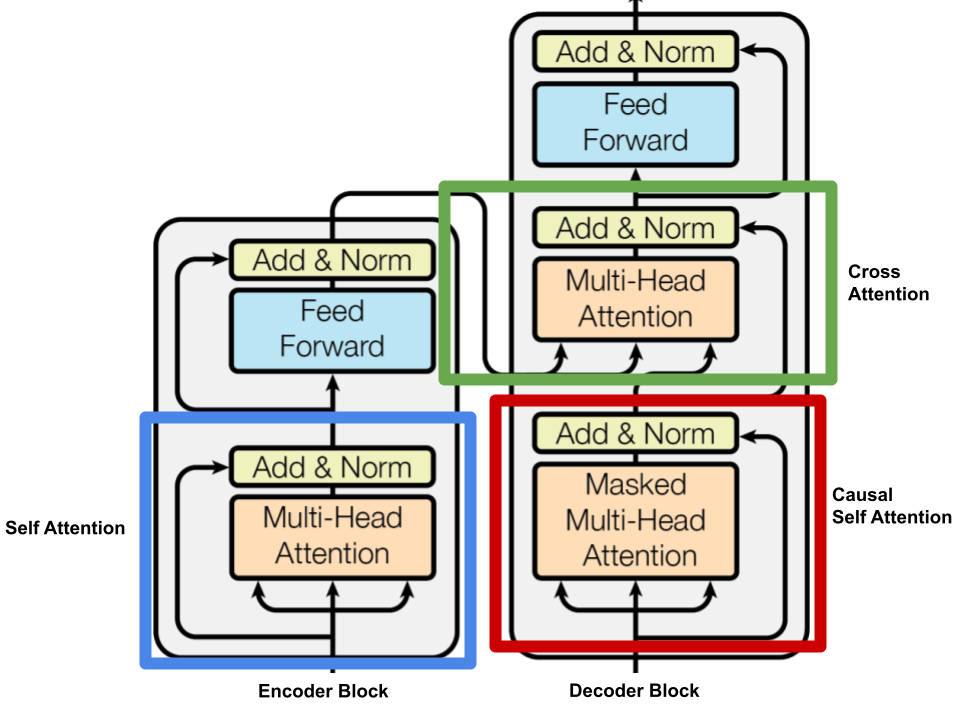 Add & Norm
Feed
Forward
Add & Norm
Multi-Head
Attention
Cross
Attention
Add & Norm
Masked
Multi-Head
Attention
Causal
Self Attention
Add & Norm
Feed
Forward
Add & Norm
Multi-Head
Attention
Self Attention
Encoder Block
Decoder Block